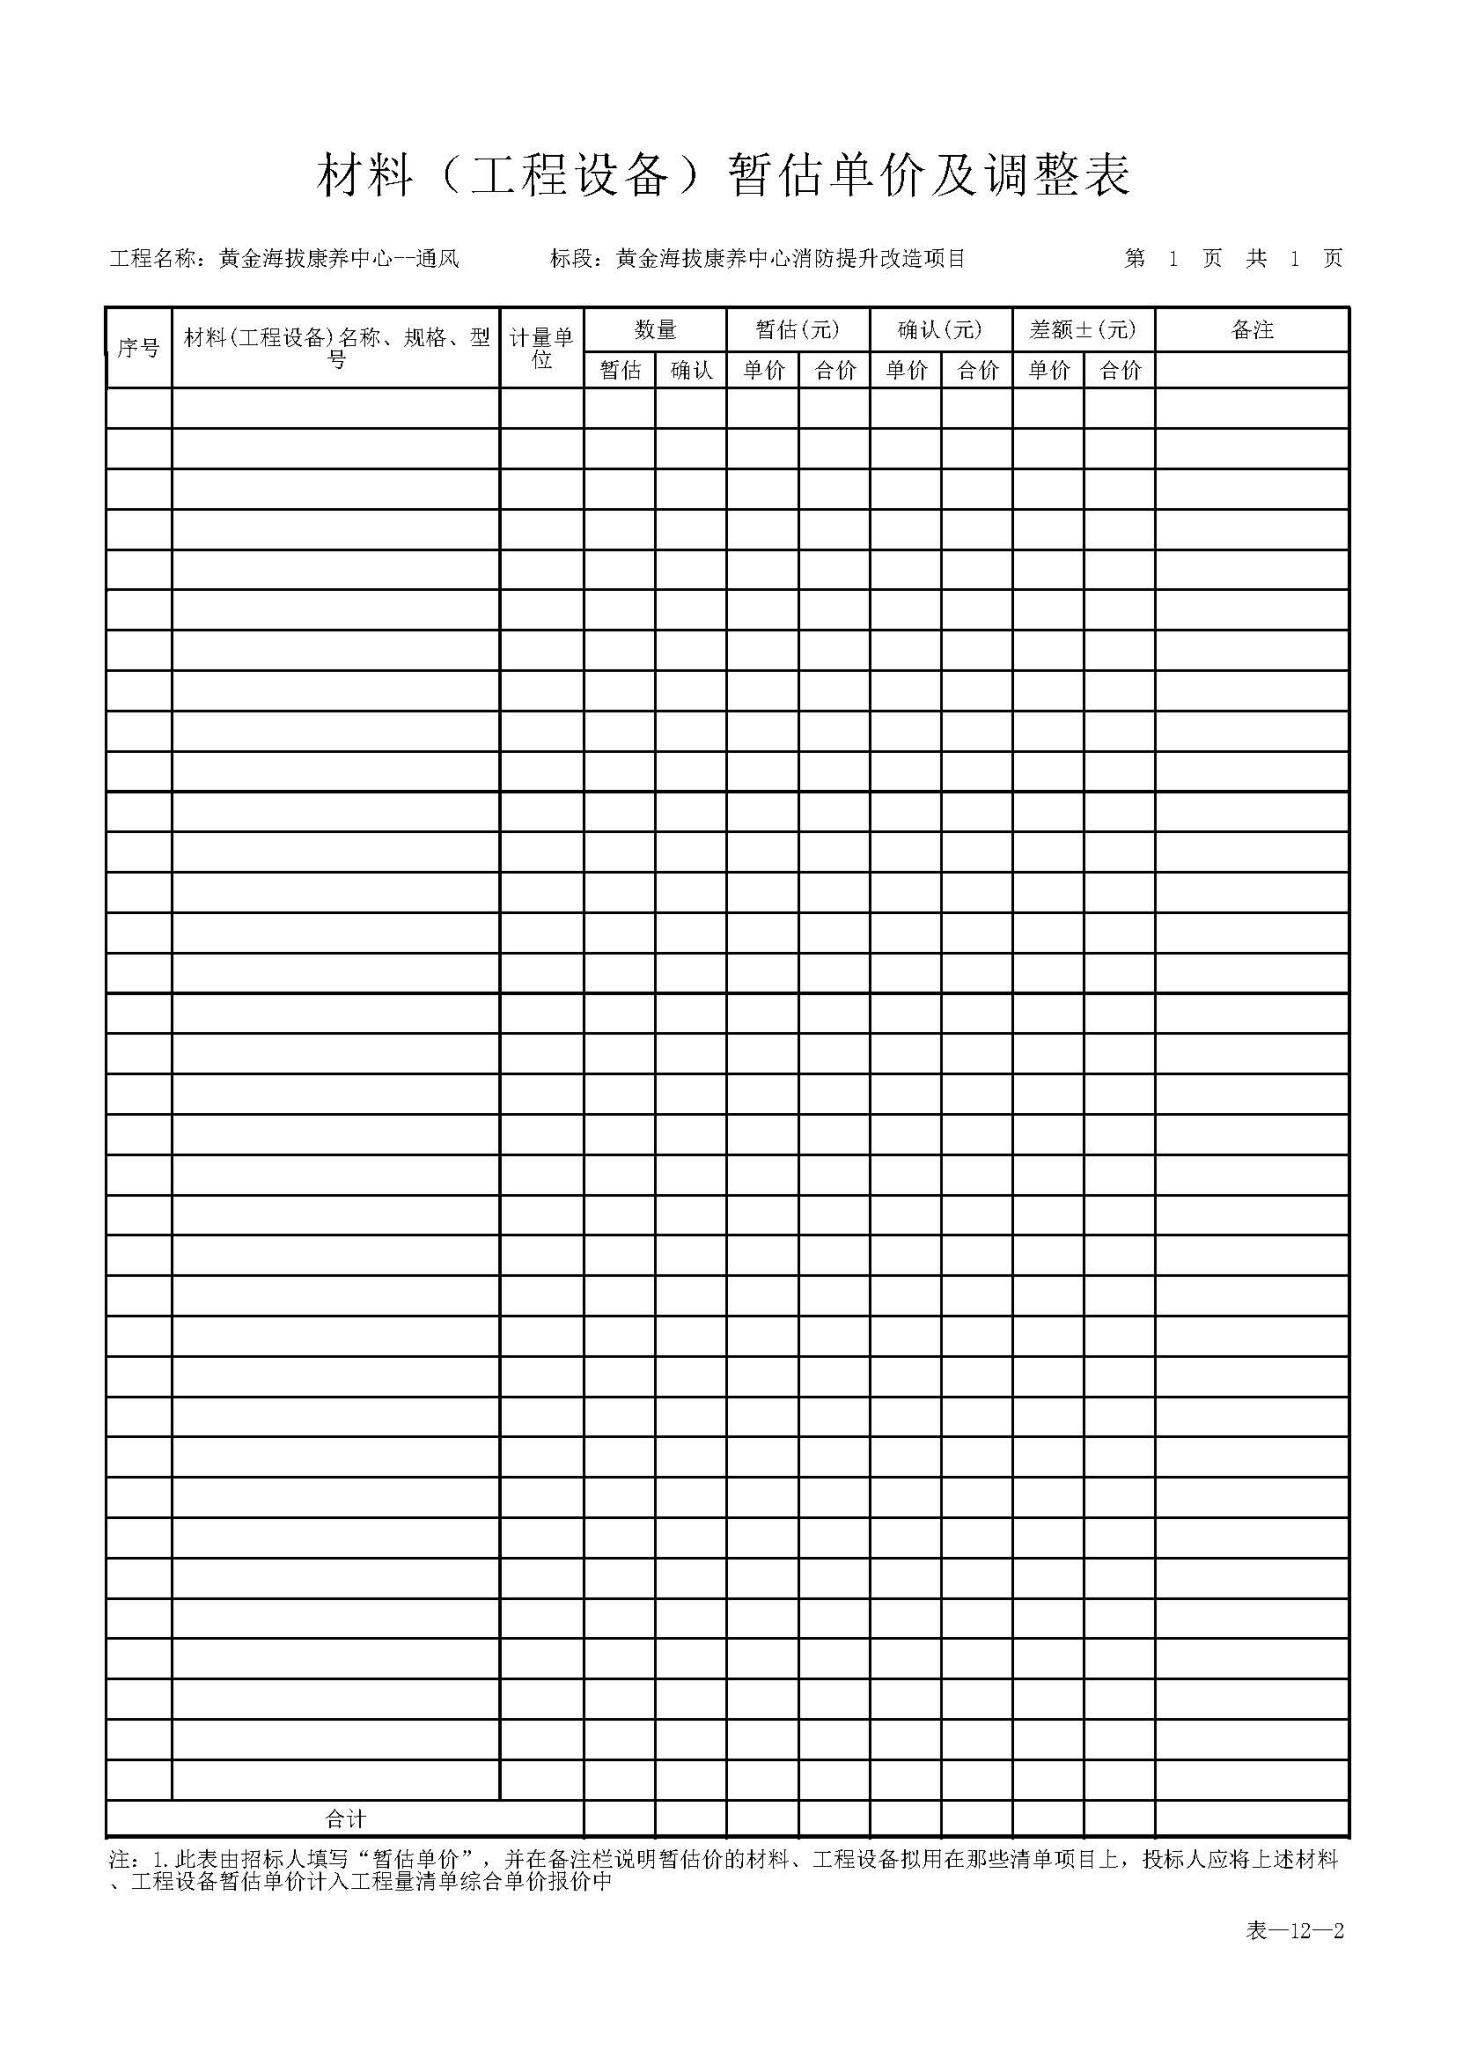 材料（工程设备）暂估单价及调整表
工程名称：黄金海拔康养中心--通风 标段：黄金海拔康养中心消防提升改造项目 第 1 页 共 1 页
序号 材料(工程设备)名称、规格、型号 计量单位 数量 暂估(元) 确认(元) 差额±(元) 备注
暂估 确认 单价 合价 单价 合价 单价 合价
合计
注：1.此表由招标人填写“暂估单价”，并在备注栏说明暂估价的材料、工程设备拟用在那些清单项目上，投标人应将上述材料
、工程设备暂估单价计入工程量清单综合单价报价中
表—12—2